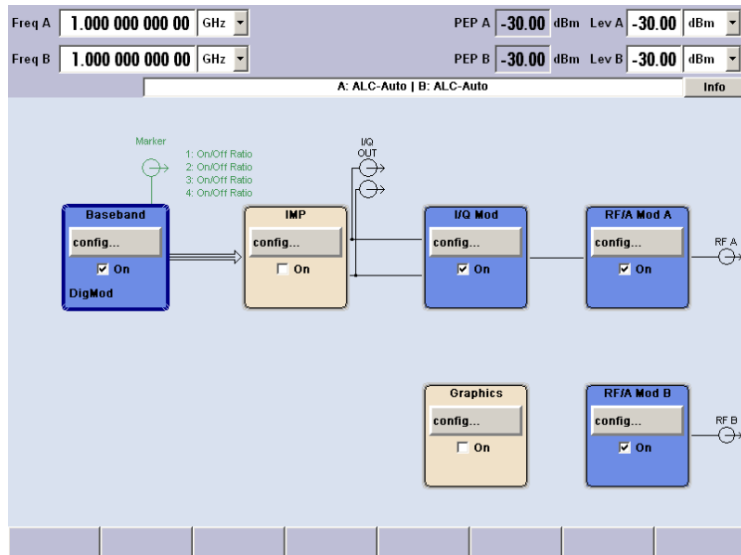 Freq A 1.000 000 000 00 GHz PEP A -30.00 dBm Lev A -30.00 dBm
Freq B 1.000 000 000 00 GHz PEP B -30.00 dBm Lev B -30.00 dBm
A: ALC-Auto | B: ALC-Auto Info
Marker
1: On/Off Ratio
2: On/Off Ratio
3: On/Off Ratio
4: On/Off Ratio
I/Q
OUT
Baseband
config...
On
DigMod
IMP
config...
On
I/Q Mod
config...
On
RF/A Mod A
config...
On
RF A
Graphics
config...
On
RF/A Mod B
config...
On
RF B